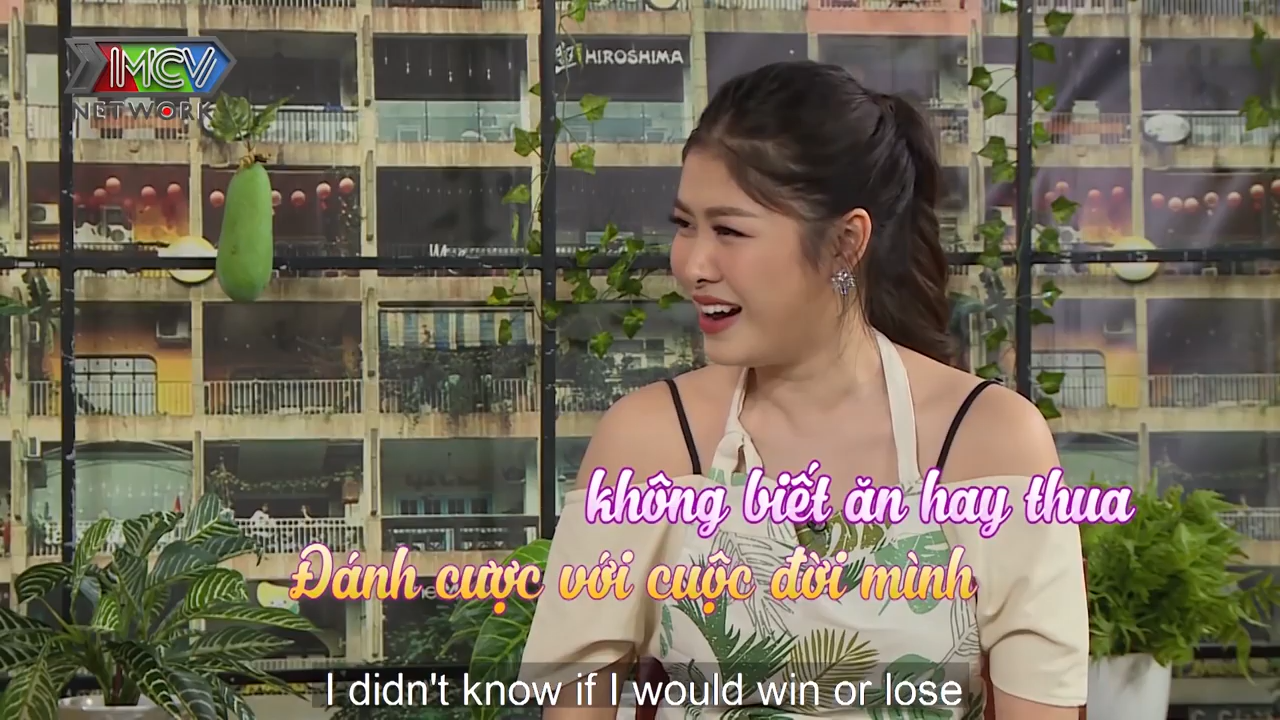 MCV
NETWORK
HIROSHIMA
không biết ăn hay thua
Đánh cược với cuộc đời mình
I didn't know if I would win or lose